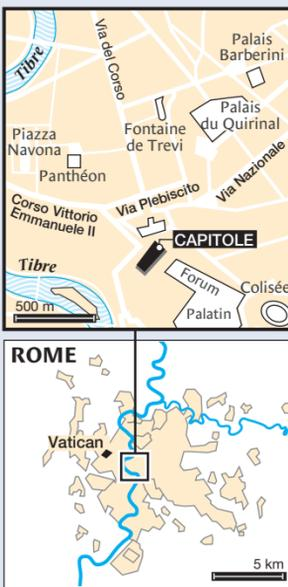 Tibre
Via del Corso
Palais
Barberini
Palais
du Quirinal
Fontaine
de Trevi
Piazza
Navona
Panthéon
Via Nazionale
Via Plebiscito
Corso Vittorio
Emmanuele II
CAPITOLE
Tibre
Forum
Colisée
Palatin
500 m
ROME
Vatican
5 km